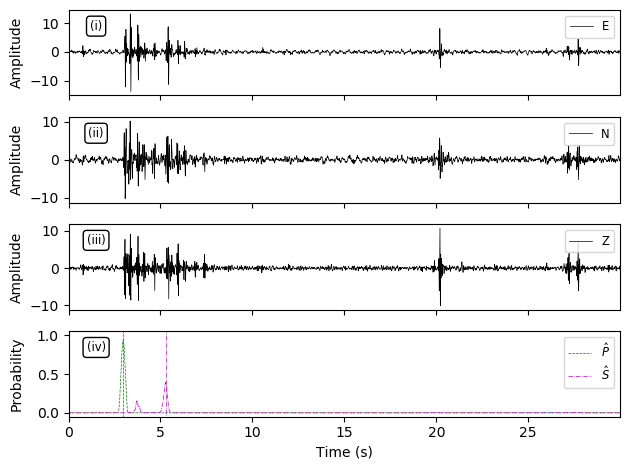 10
0
−10
Amplitude
(i)
E
10
0
−10
Amplitude
(ii)
N
10
0
−10
Amplitude
(iii)
Z
1.0
0.5
0.0
Probability
(iv)
P̂
Ŝ
0 5 10 15 20 25
Time (s)